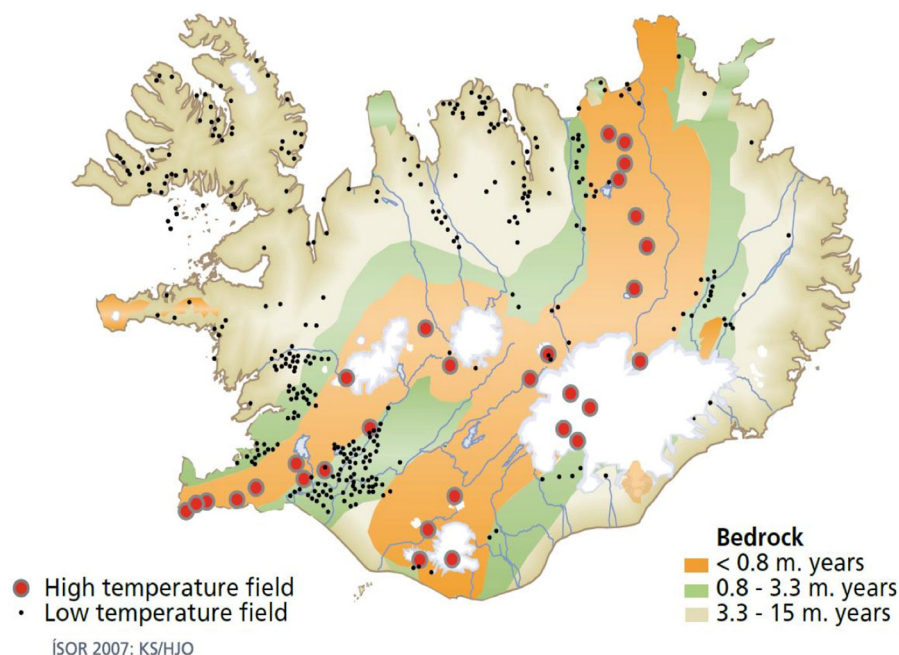 Bedrock
< 0.8 m. years
0.8 - 3.3 m. years
3.3 - 15 m. years
High temperature field
Low temperature field
ÍSOR 2007: KS/HJO